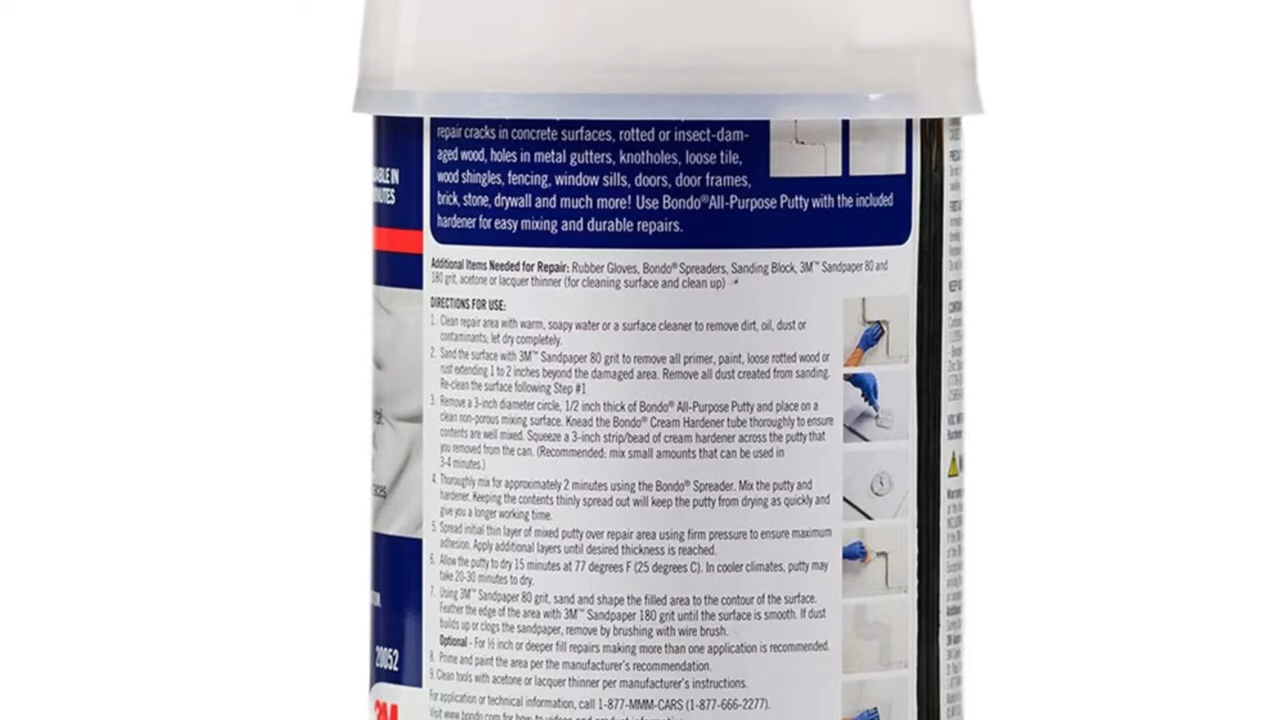 repair cracks in concrete surfaces, rotted or insect-dam-
aged wood, holes in metal gutters, knotholes, loose tile,
wood shingles, fencing, window sills, doors, door frames,
brick, stone, drywall and much more! Use Bondo® All-Purpose Putty with the included
hardener for easy mixing and durable repairs.
Additional Items Needed for Repair: Rubber Gloves, Bondo® Spreaders, Sanding Block, 3M™ Sandpaper 80 and
180 grit, acetone or lacquer thinner (for cleaning surface and clean up)
DIRECTIONS FOR USE:
1. Clean repair area with warm, soapy water or a surface cleaner to remove dirt, oil, dust or
contaminants; let dry completely.
2. Sand the surface with 3M™ Sandpaper 80 grit to remove all primer, paint, loose rotted wood or
rust extending 1 to 2 inches beyond the damaged area. Remove all dust created from sanding.
Re-clean the surface following Step #1
3. Remove a 3-inch diameter circle, 1/2 inch thick of Bondo® All-Purpose Putty and place on a
clean non-porous mixing surface. Knead the Bondo® Cream Hardener tube thoroughly to ensure
contents are well mixed. Squeeze a 3-inch strip/bead of cream hardener across the putty that
you removed from the can. (Recommended: mix small amounts that can be used in
3-4 minutes.)
4. Thoroughly mix for approximately 2 minutes using the Bondo® Spreader. Mix the putty and
hardener. Keeping the contents thinly spread out will keep the putty from drying as quickly and
give you a longer working time.
5. Spread initial thin layer of mixed putty over repair area using firm pressure to ensure maximum
adhesion. Apply additional layers until desired thickness is reached.
6. Allow the putty to dry 15 minutes at 77 degrees F (25 degrees C). In cooler climates, putty may
take 20-30 minutes to dry.
7. Using 3M™ Sandpaper 80 grit, sand and shape the filled area to the contour of the surface.
Feather the edge of the area with 3M™ Sandpaper 180 grit until the surface is smooth. If dust
builds up or clogs the sandpaper, remove by brushing with wire brush.
Optional - For ½ inch or deeper fill repairs making more than one application is recommended.
8. Prime and paint the area per the manufacturer's recommendation.
9. Clean tools with acetone or lacquer thinner per manufacturer's instructions.
For application or technical information, call 1-877-MMM-CARS (1-877-666-2277).
Visit www.bondo.com for how-to videos and product information
20052
3M